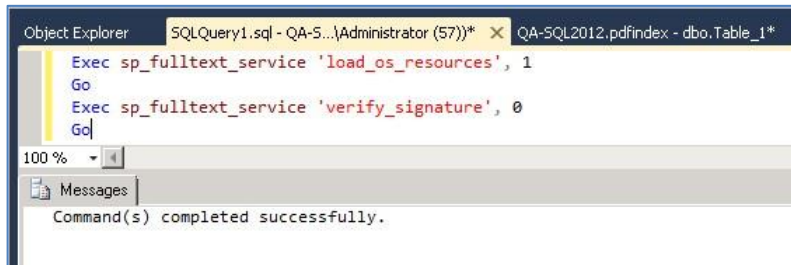 Object Explorer SQLQuery1.sql - QA-S...\Administrator (57))* QA-SQL2012.pdfindex - dbo.Table_1*
Exec sp_fulltext_service 'load_os_resources', 1
Go
Exec sp_fulltext_service 'verify_signature', 0
Go
100 %
Messages
Command(s) completed successfully.